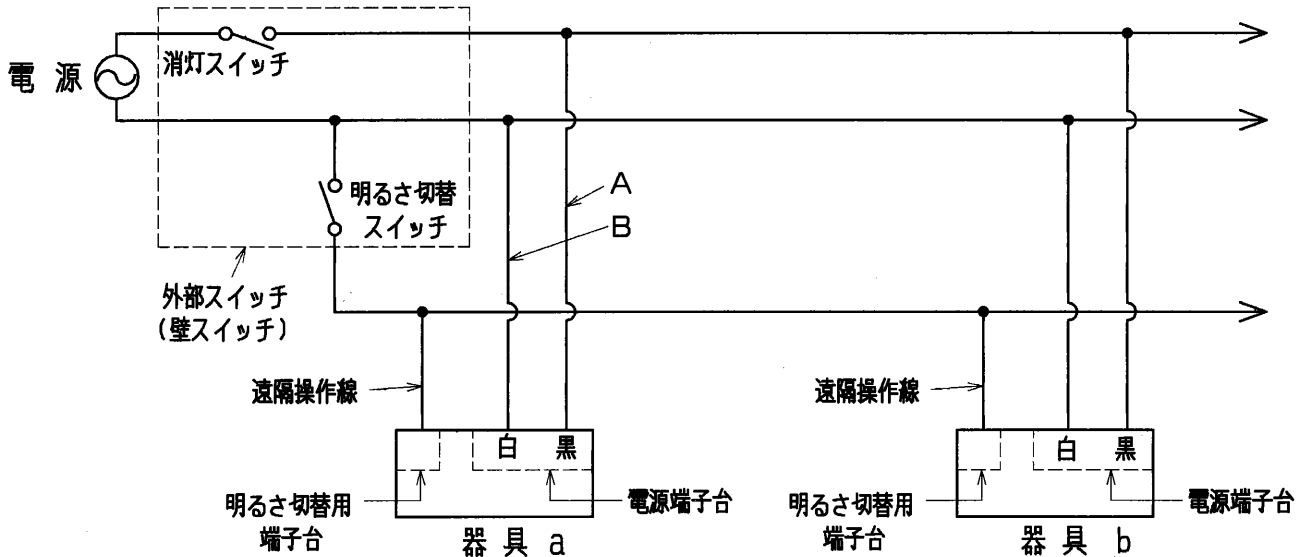 消灯スイッチ
電 源
明るさ切替
スイッチ
A
B
外部スイッチ
(壁スイッチ)
遠隔操作線
遠隔操作線
白
黒
白
黒
明るさ切替用
端子台
電源端子台
明るさ切替用
端子台
電源端子台
器 具 a
器 具 b